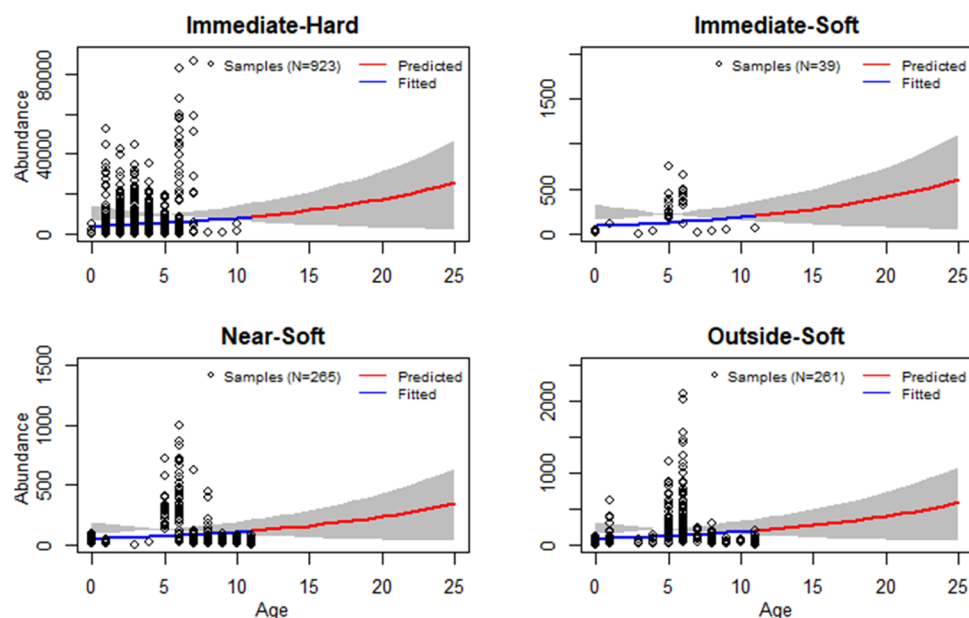 Immediate-Hard
Samples (N=923)
Predicted
Fitted
Abundance
0 40000 80000
0 5 10 15 20 25
Immediate-Soft
Samples (N=39)
Predicted
Fitted
0 500 1500
0 5 10 15 20 25
Near-Soft
Samples (N=265)
Predicted
Fitted
Abundance
0 500 1000 1500
0 5 10 15 20 25
Age
Outside-Soft
Samples (N=261)
Predicted
Fitted
0 1000 2000
0 5 10 15 20 25
Age